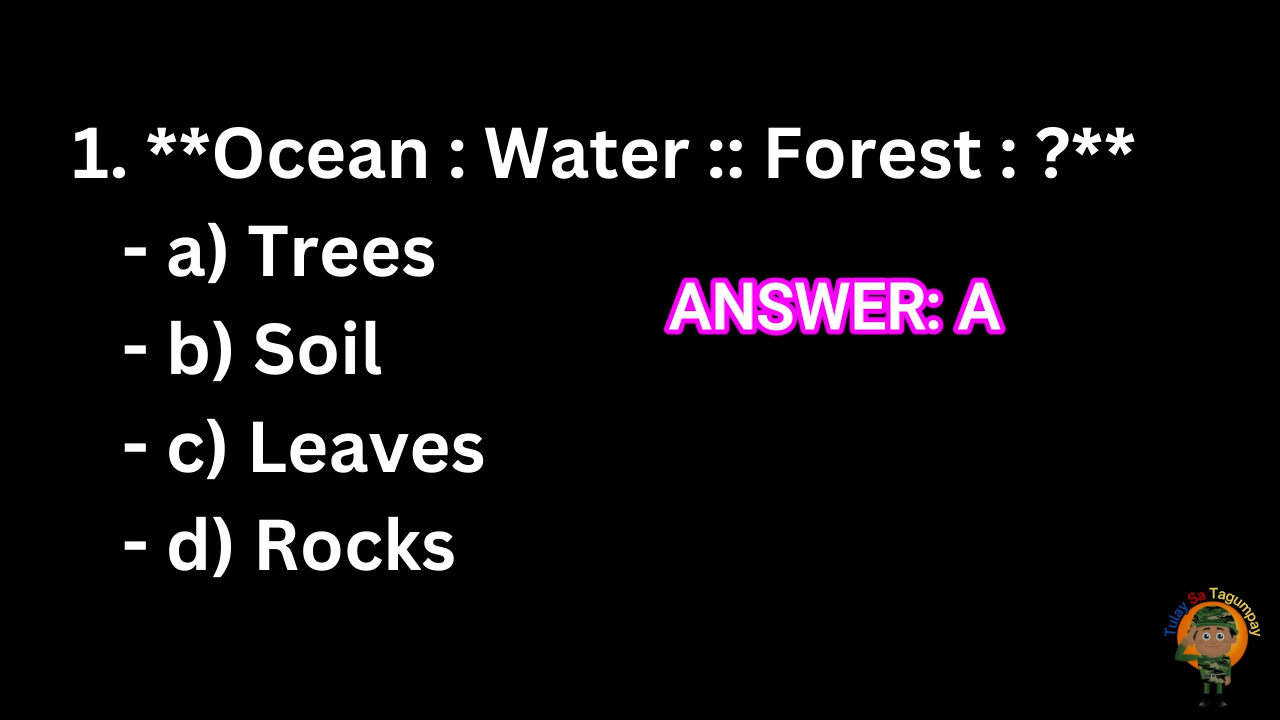 1. **Ocean : Water :: Forest : ?**
- a) Trees
ANSWER: A
- b) Soil
- c) Leaves
- d) Rocks
Tulay Sa Tagumpay